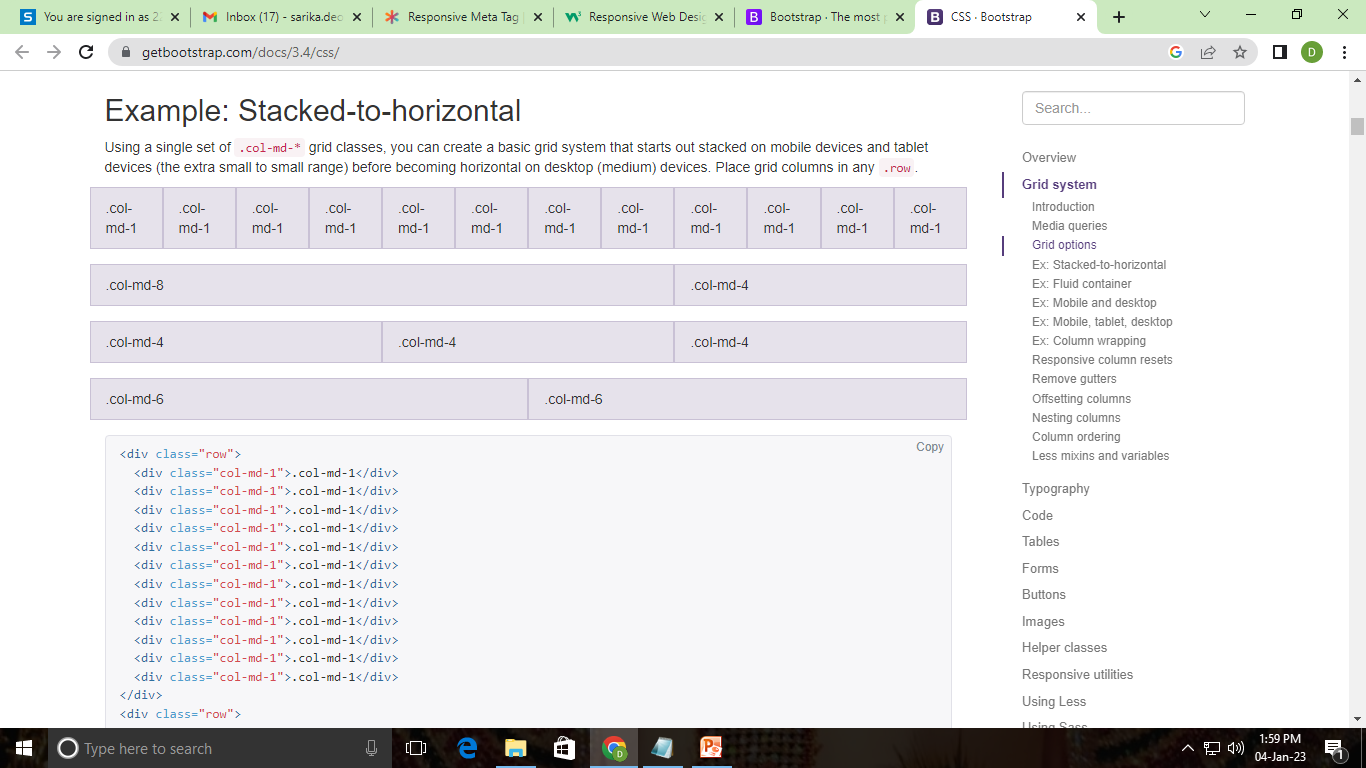 You are signed in as 2
Inbox (17) - sarika.dec
Responsive Meta Tag
Responsive Web Desig
Bootstrap · The most p
CSS · Bootstrap
getbootstrap.com/docs/3.4/css/
D
Example: Stacked-to-horizontal
Using a single set of .col-md-* grid classes, you can create a basic grid system that starts out stacked on mobile devices and tablet
devices (the extra small to small range) before becoming horizontal on desktop (medium) devices. Place grid columns in any .row.
.col- .col- .col- .col- .col- .col- .col- .col- .col- .col- .col- .col-
md-1 md-1 md-1 md-1 md-1 md-1 md-1 md-1 md-1 md-1 md-1 md-1
.col-md-8 .col-md-4
.col-md-4 .col-md-4 .col-md-4
.col-md-6 .col-md-6
Copy
<div class="row">
<div class="col-md-1">.col-md-1</div>
<div class="col-md-1">.col-md-1</div>
<div class="col-md-1">.col-md-1</div>
<div class="col-md-1">.col-md-1</div>
<div class="col-md-1">.col-md-1</div>
<div class="col-md-1">.col-md-1</div>
<div class="col-md-1">.col-md-1</div>
<div class="col-md-1">.col-md-1</div>
<div class="col-md-1">.col-md-1</div>
<div class="col-md-1">.col-md-1</div>
<div class="col-md-1">.col-md-1</div>
<div class="col-md-1">.col-md-1</div>
</div>
<div class="row">
Search...
Overview
Grid system
Introduction
Media queries
Grid options
Ex: Stacked-to-horizontal
Ex: Fluid container
Ex: Mobile and desktop
Ex: Mobile, tablet, desktop
Ex: Column wrapping
Responsive column resets
Remove gutters
Offsetting columns
Nesting columns
Column ordering
Less mixins and variables
Typography
Code
Tables
Forms
Buttons
Images
Helper classes
Responsive utilities
Using Less
Using Sass
Type here to search
1:59 PM
04-Jan-23
1